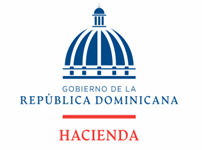 GOBIERNO DE LA
REPÚBLICA DOMINICANA
HACIENDA